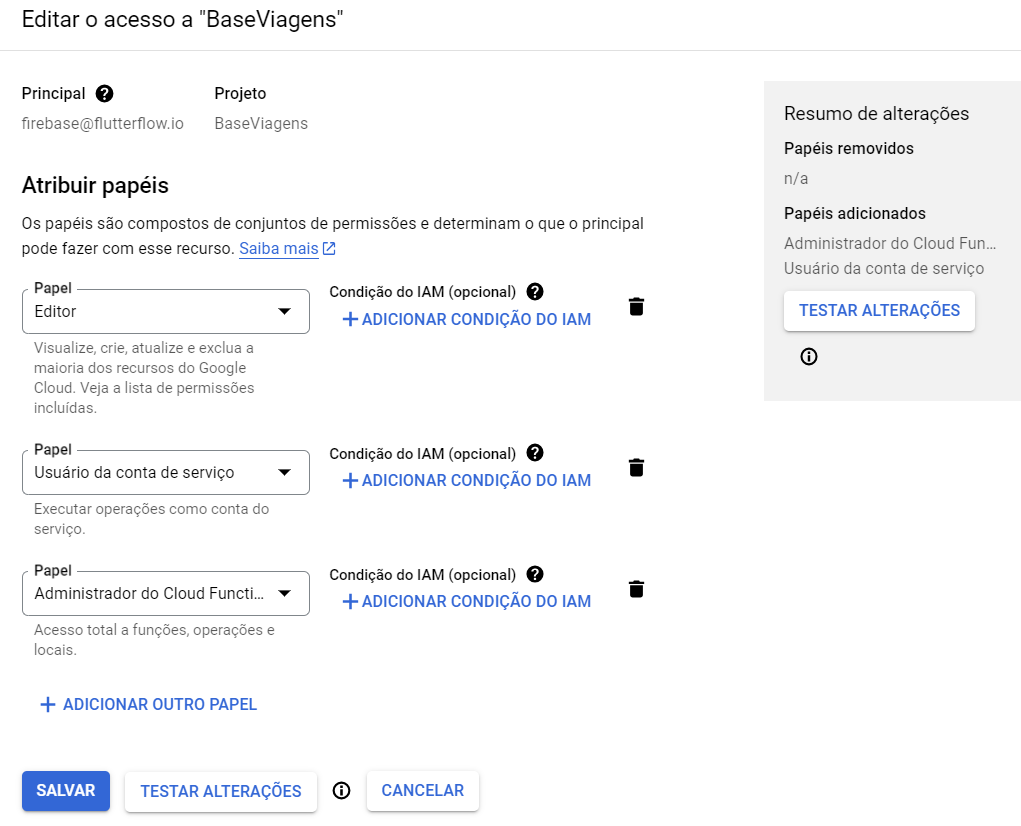 Editar o acesso a "BaseViagens"
Principal
Projeto
firebase@flutterflow.io
BaseViagens
Atribuir papéis
Os papéis são compostos de conjuntos de permissões e determinam o que o principal
pode fazer com esse recurso. Saiba mais
Papel
Editor
Condição do IAM (opcional)
ADICIONAR CONDIÇÃO DO IAM
Visualize, crie, atualize e exclua a
maioria dos recursos do Google
Cloud. Veja a lista de permissões
incluídas.
Papel
Usuário da conta de serviço
Condição do IAM (opcional)
ADICIONAR CONDIÇÃO DO IAM
Executar operações como conta do
serviço.
Papel
Administrador do Cloud Functi...
Condição do IAM (opcional)
ADICIONAR CONDIÇÃO DO IAM
Acesso total a funções, operações e
locais.
ADICIONAR OUTRO PAPEL
SALVAR
TESTAR ALTERAÇÕES
CANCELAR
Resumo de alterações
Papéis removidos
n/a
Papéis adicionados
Administrador do Cloud Fun...
Usuário da conta de serviço
TESTAR ALTERAÇÕES